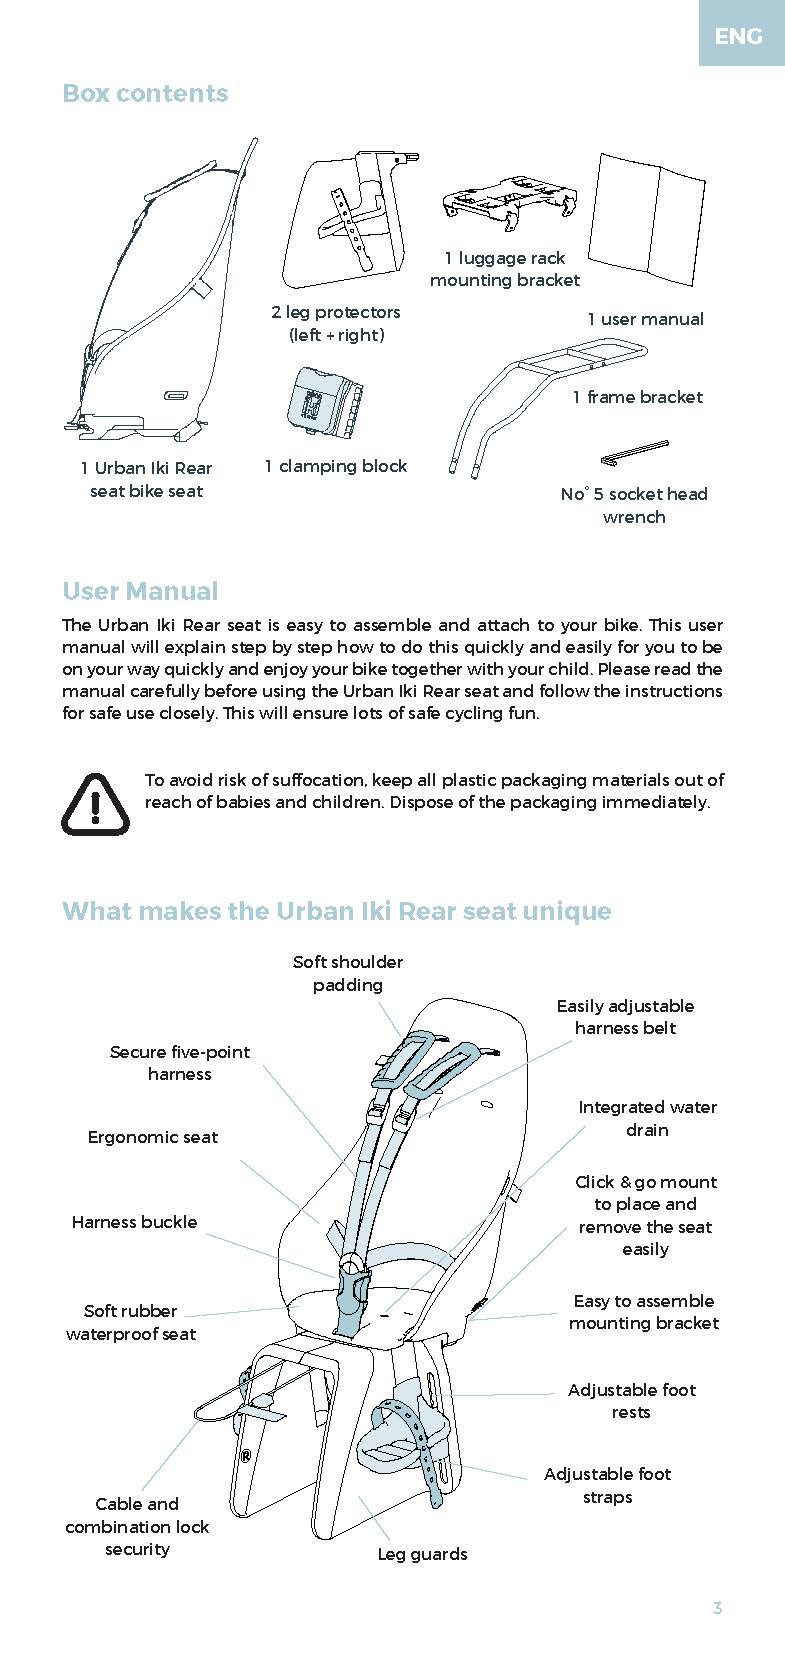 ENG
Box contents
1 luggage rack
mounting bracket
2 leg protectors
(left + right)
1 user manual
1 frame bracket
1 Urban Iki Rear
seat bike seat
1 clamping block
No° 5 socket head
wrench
User Manual
The Urban Iki Rear seat is easy to assemble and attach to your bike. This user
manual will explain step by step how to do this quickly and easily for you to be
on your way quickly and enjoy your bike together with your child. Please read the
manual carefully before using the Urban Iki Rear seat and follow the instructions
for safe use closely. This will ensure lots of safe cycling fun.
To avoid risk of suffocation, keep all plastic packaging materials out of
reach of babies and children. Dispose of the packaging immediately.
What makes the Urban Iki Rear seat unique
Soft shoulder
padding
Easily adjustable
harness belt
Secure five-point
harness
Integrated water
drain
Ergonomic seat
Click & go mount
to place and
remove the seat
easily
Harness buckle
Easy to assemble
mounting bracket
Soft rubber
waterproof seat
Adjustable foot
rests
Adjustable foot
straps
Cable and
combination lock
security
Leg guards
3